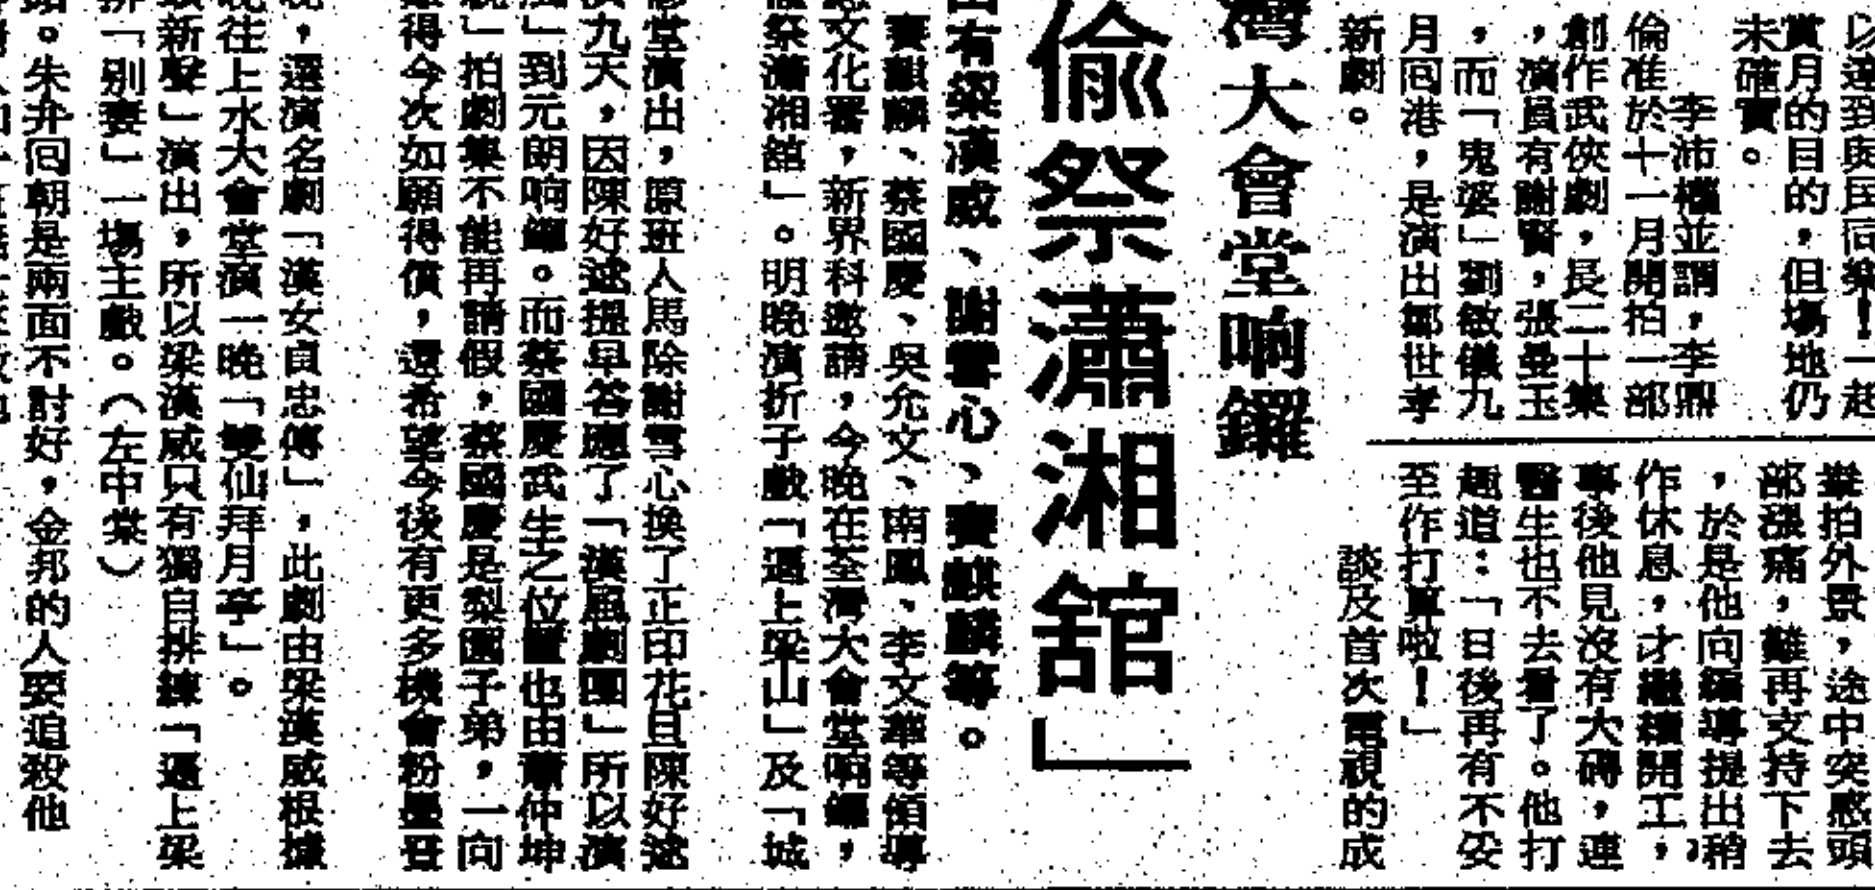 以達到與民同樂!一起
賞月的目的,但場地仍
未確實。
李沛權並謂,李鼎
倫准於十一月開拍一部
創作武俠劇,長二十集
,演員有謝賢,張曼玉
,而「鬼婆」劉敏儀九
月囘港,是演出鄒世孝
新劇。
拍外景,途中突感頭
部漲痛,難再支持下去
,於是他向編導提出稍
作休息,才繼續開工,
事後他見沒有大碍,連
醫生也不去看了。他打
趣道:「日後再有不妥
至作打算啦!」
談及首次電視的成
灣大會堂响鑼
偷祭瀟湘舘」
有梁漢威、謝雪心、賽麒麟等。
賽麒麟、蔡國慶、吳允文、南鳳、李文華等領導
文化署,新界科邀請,今晚在荃灣大會堂响鑼,
祭瀟湘舘」。明晚演折子戲「逼上梁山」及「城
堂演出,原班人馬除謝雪心換了正印花旦陳好逑
演九天,因陳好逑提早答應了「漢風劇團」所以演
」到元朗响鑼。而蔡國慶武生之位置也由蕭仲坤
」拍劇集不能再請假,蔡國慶是梨園子弟,一向
得今次如願得償,還希望今後有更多機會粉墨登
晚,還演名劇「漢女貞忠傳」,此劇由梁漢威根據
晚往上水大會堂演一晚「雙仙拜月亭」。
新聲」演出,所以梁漢威只有獨自排練「逼上梁
排「别妻」一塲主戲。(左中棠)
。朱弁囘朝是兩面不討好,金邦的人要追殺他